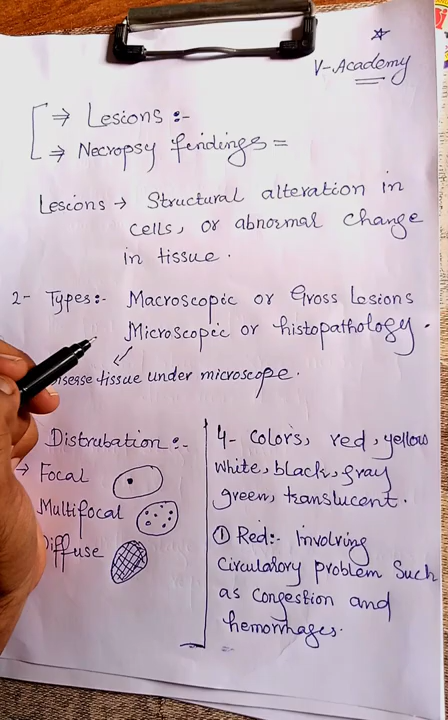 V-Academy
⇒ Lesions :-
⇒ Necropsy findings =
Lesions → Structural alteration in
cells, or abnormal change
in tissue.
2- Types:- Macroscopic or Gross Lesions
Microscopic or histopathology.
isease tissue under microscope.
Distrubation :-
→ Focal
Multifocal
Diffuse
4- Colors, red, yellow
white, black, gray
green, translucent.
① Red:- Involving
Circulatory problem Such
as Congestion and
hemorrhages.